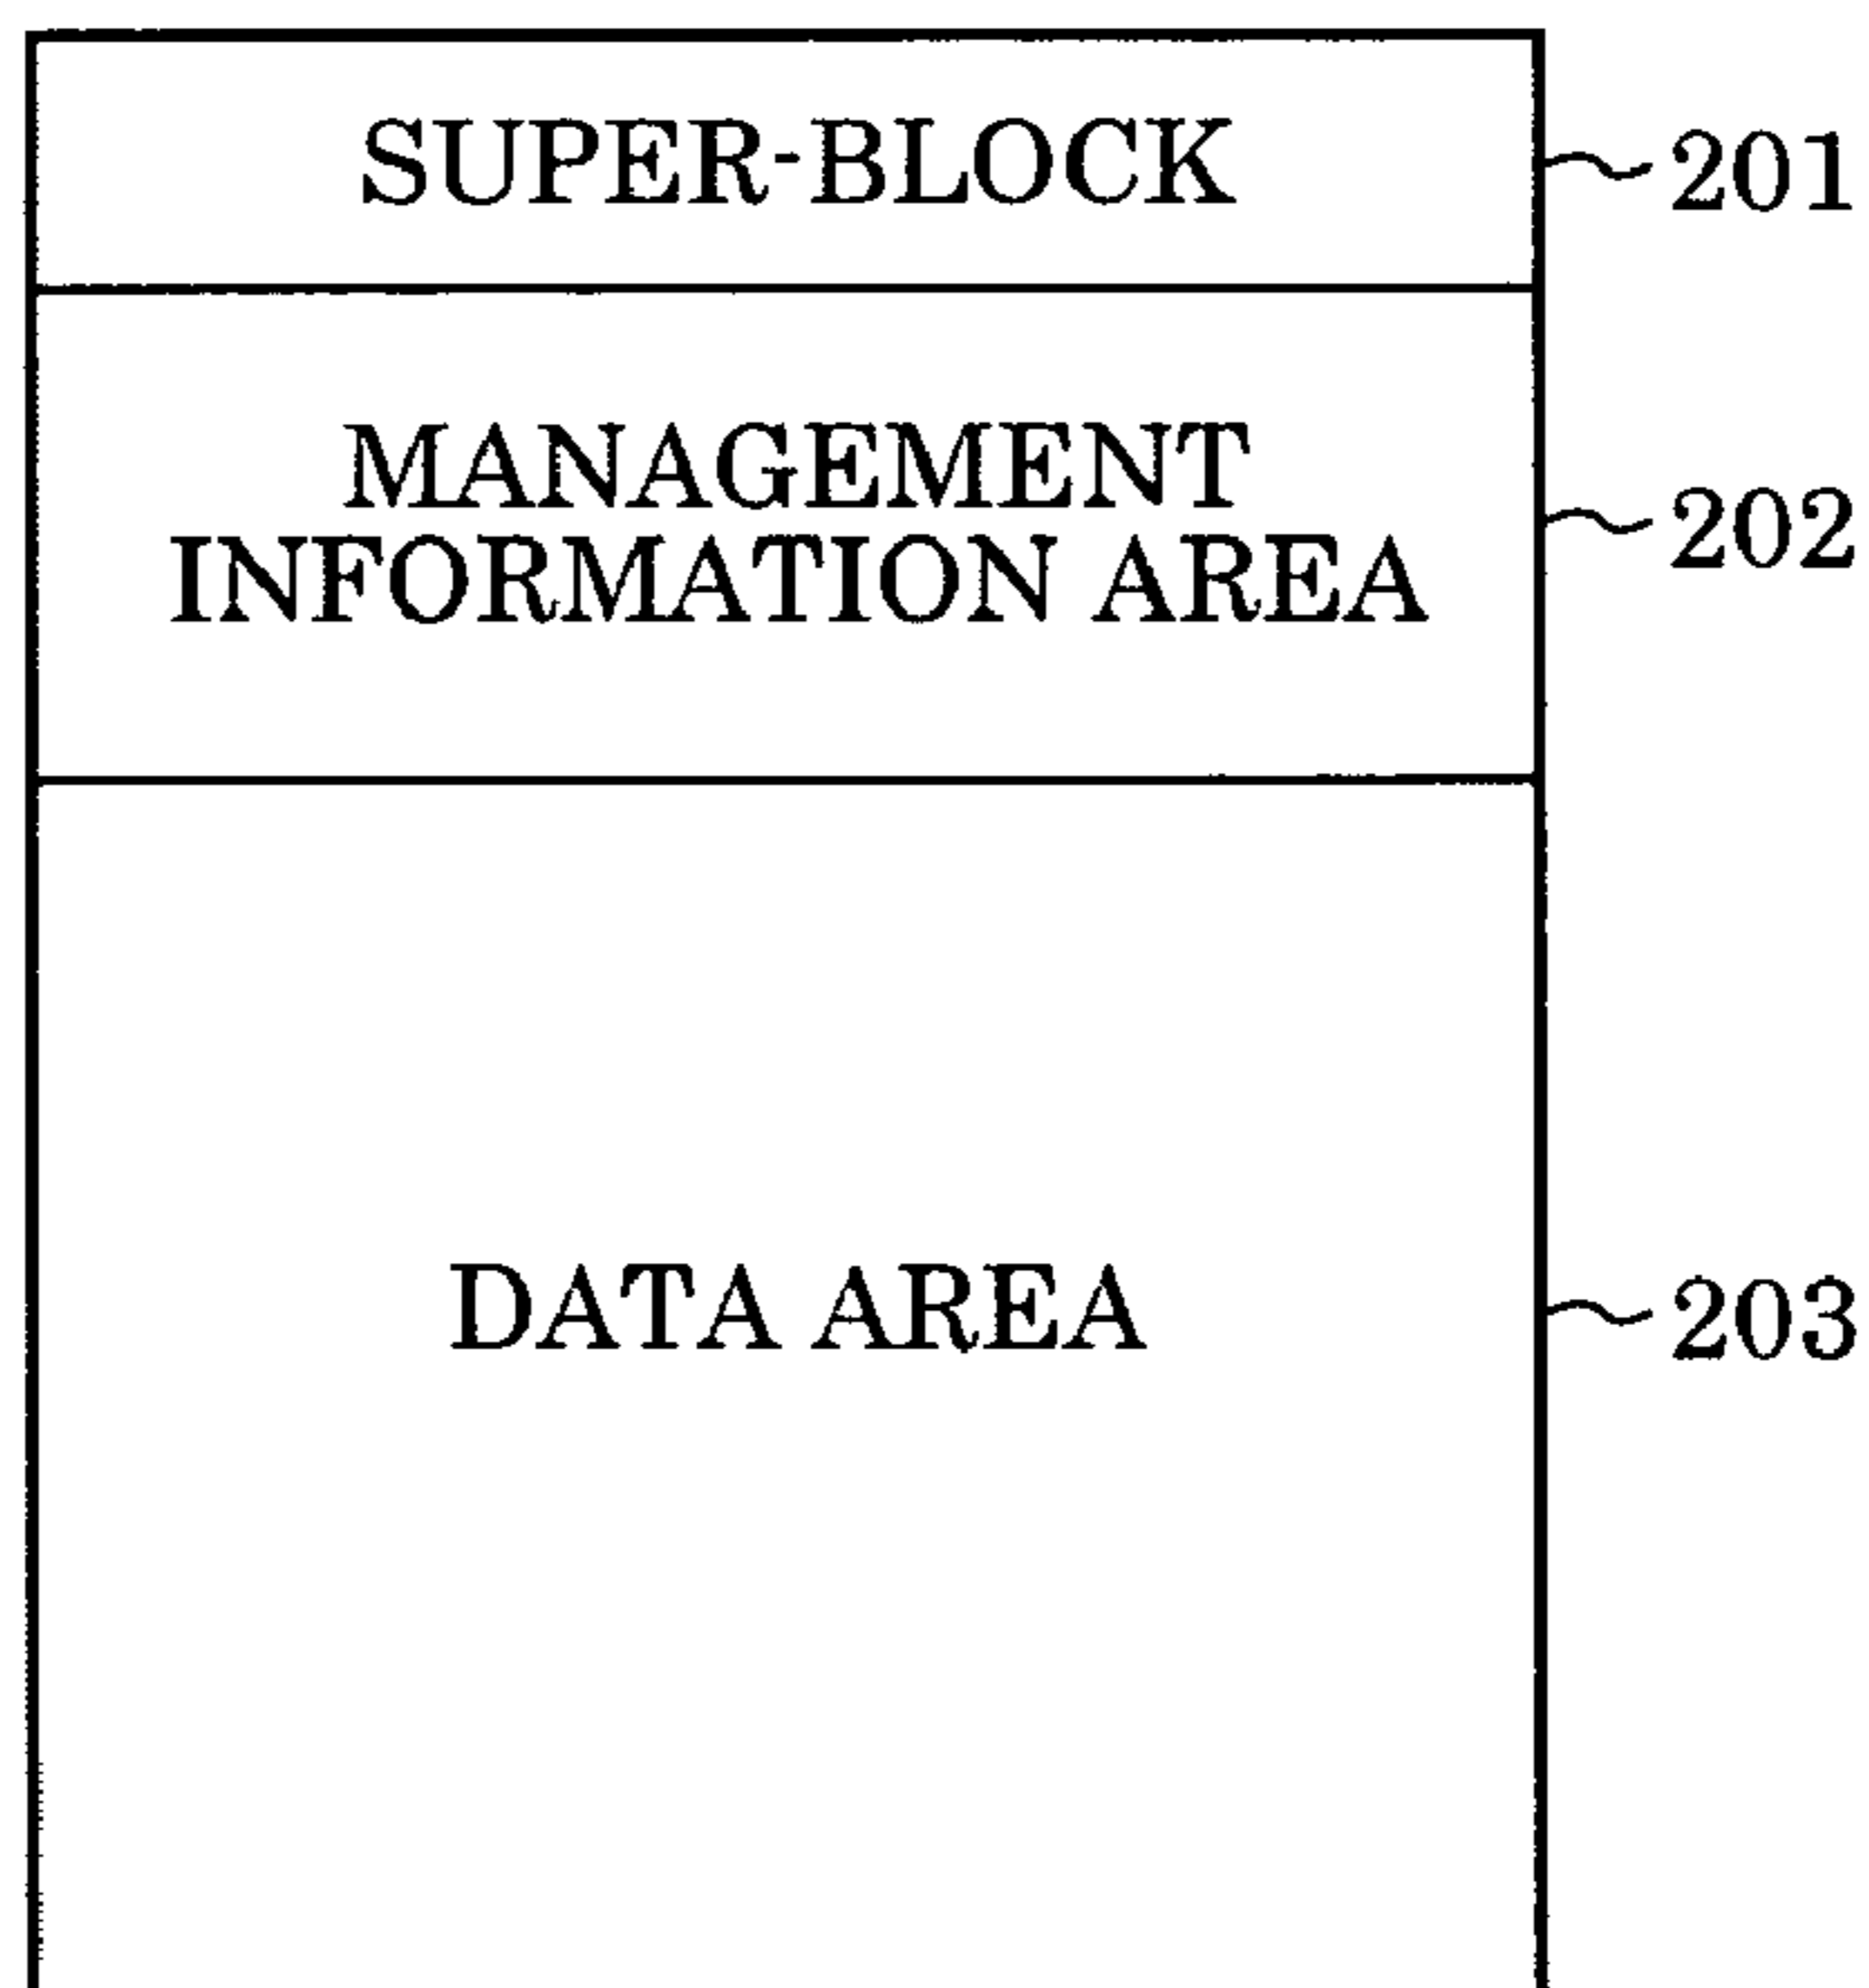 SUPER-BLOCK 201
MANAGEMENT
INFORMATION AREA 202
DATA AREA 203